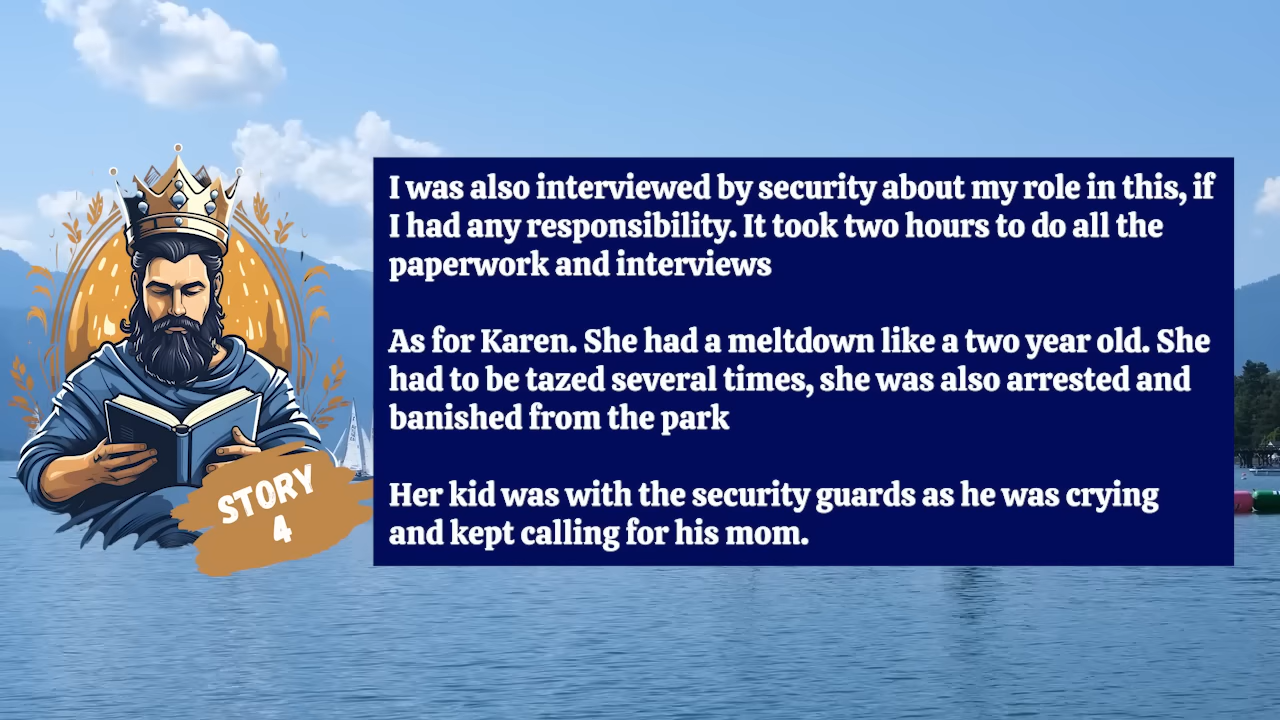 I was also interviewed by security about my role in this, if
I had any responsibility. It took two hours to do all the
paperwork and interviews
As for Karen. She had a meltdown like a two year old. She
had to be tazed several times, she was also arrested and
banished from the park
Her kid was with the security guards as he was crying
and kept calling for his mom.
STORY
4